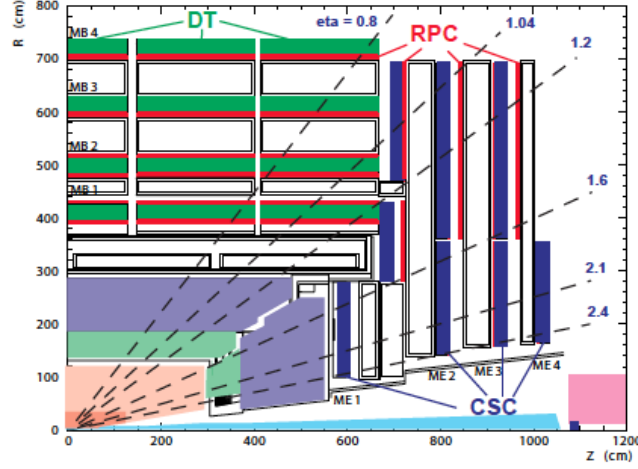 R (cm)
800
700
600
500
400
300
200
100
0
MB 4
MB 3
MB 2
MB 1
DT
eta = 0.8
RPC
1.04
1.2
1.6
2.1
2.4
ME 1
ME 2
ME 3
ME 4
CSC
0
200
400
600
800
1000
1200
Z (cm)